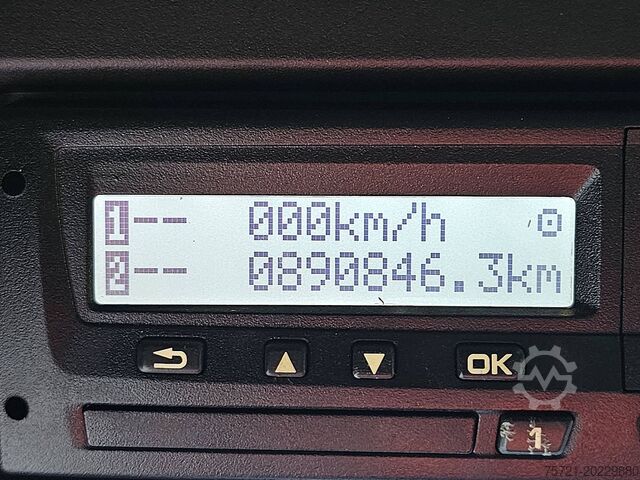 1-- 000km/h
2-- 0890846.3km
OK
1
75721-20229880